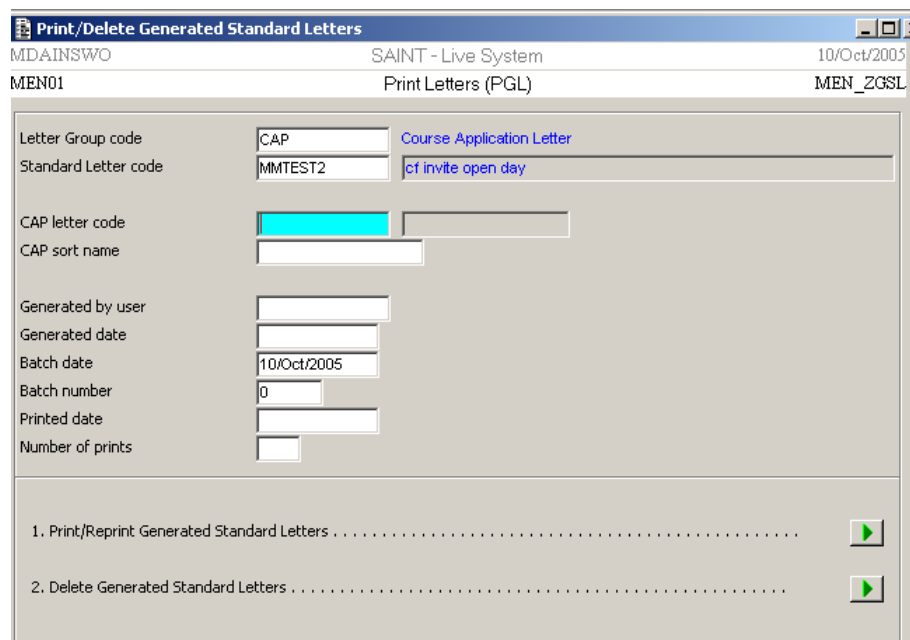 Print/Delete Generated Standard Letters
MDAINSWO SAINT - Live System 10/Oct/2005
MEN01 Print Letters (PGL) MEN_ZGSL
Letter Group code CAP Course Application Letter
Standard Letter code MMTEST2 cf invite open day
CAP letter code
CAP sort name
Generated by user
Generated date
Batch date 10/Oct/2005
Batch number 0
Printed date
Number of prints
1. Print/Reprint Generated Standard Letters . . . . . . . . . . . . . . . . . . . . . . . . . . . . . . . . . . . . . . . . . . . . . . . .
2. Delete Generated Standard Letters . . . . . . . . . . . . . . . . . . . . . . . . . . . . . . . . . . . . . . . . . . . . . . . . . . .